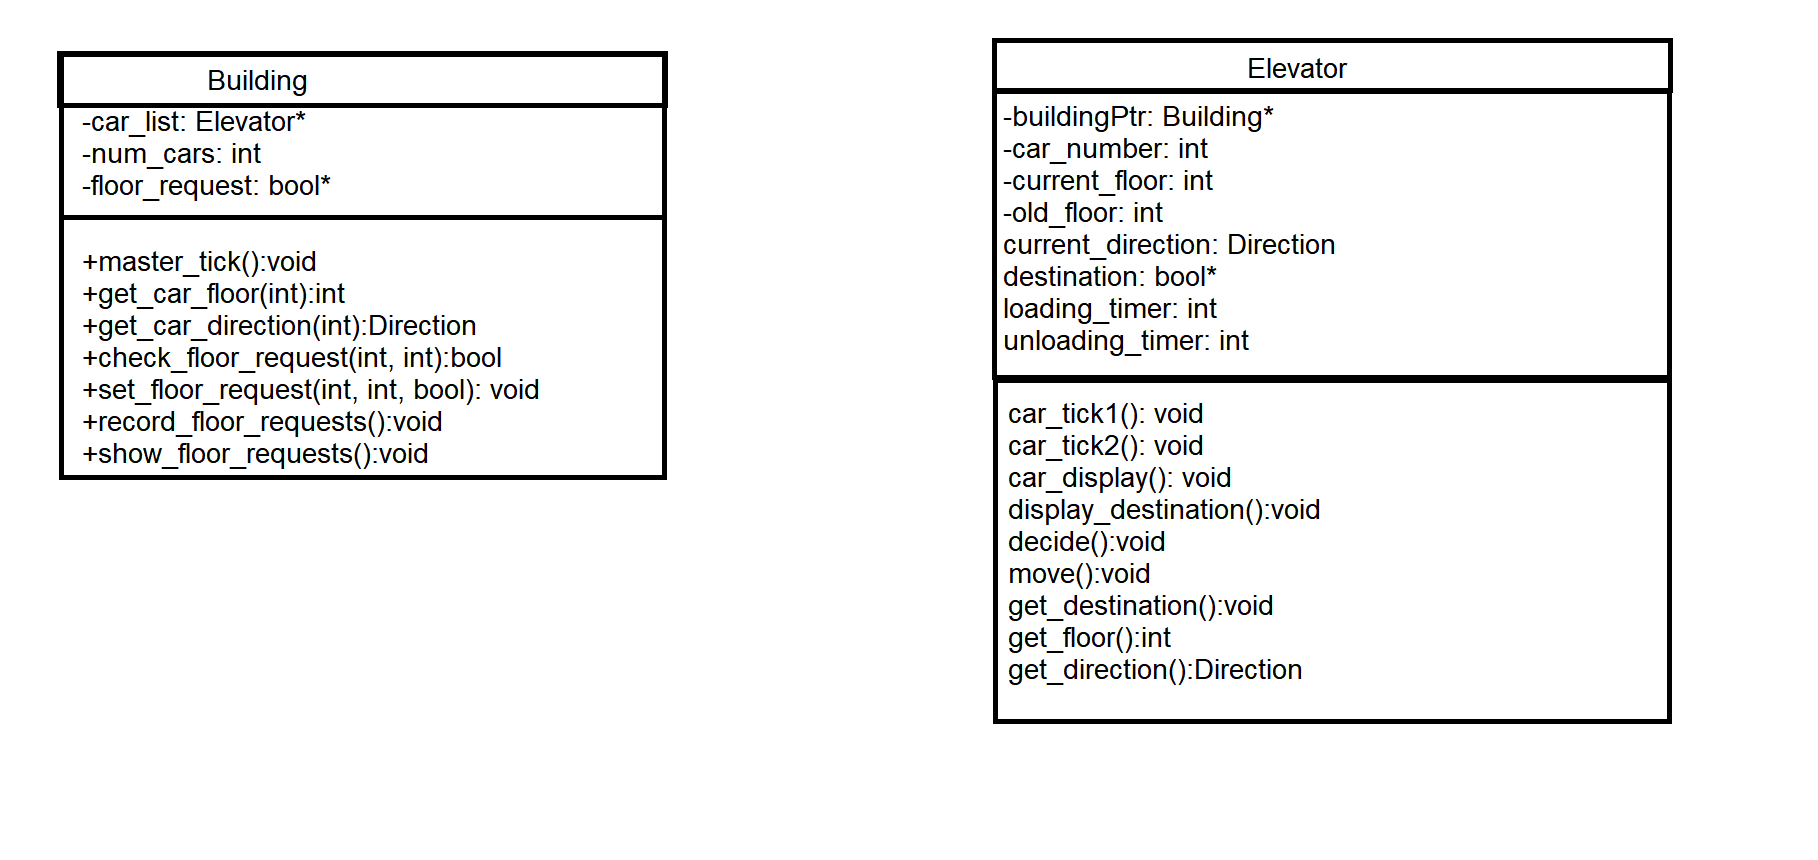 Building
-car_list: Elevator*
-num_cars: int
-floor_request: bool*
+master_tick():void
+get_car_floor(int):int
+get_car_direction(int):Direction
+check_floor_request(int, int):bool
+set_floor_request(int, int, bool): void
+record_floor_requests():void
+show_floor_requests():void
Elevator
-buildingPtr: Building*
-car_number: int
-current_floor: int
-old_floor: int
current_direction: Direction
destination: bool*
loading_timer: int
unloading_timer: int
car_tick1(): void
car_tick2(): void
car_display(): void
display_destination():void
decide():void
move():void
get_destination():void
get_floor():int
get_direction():Direction